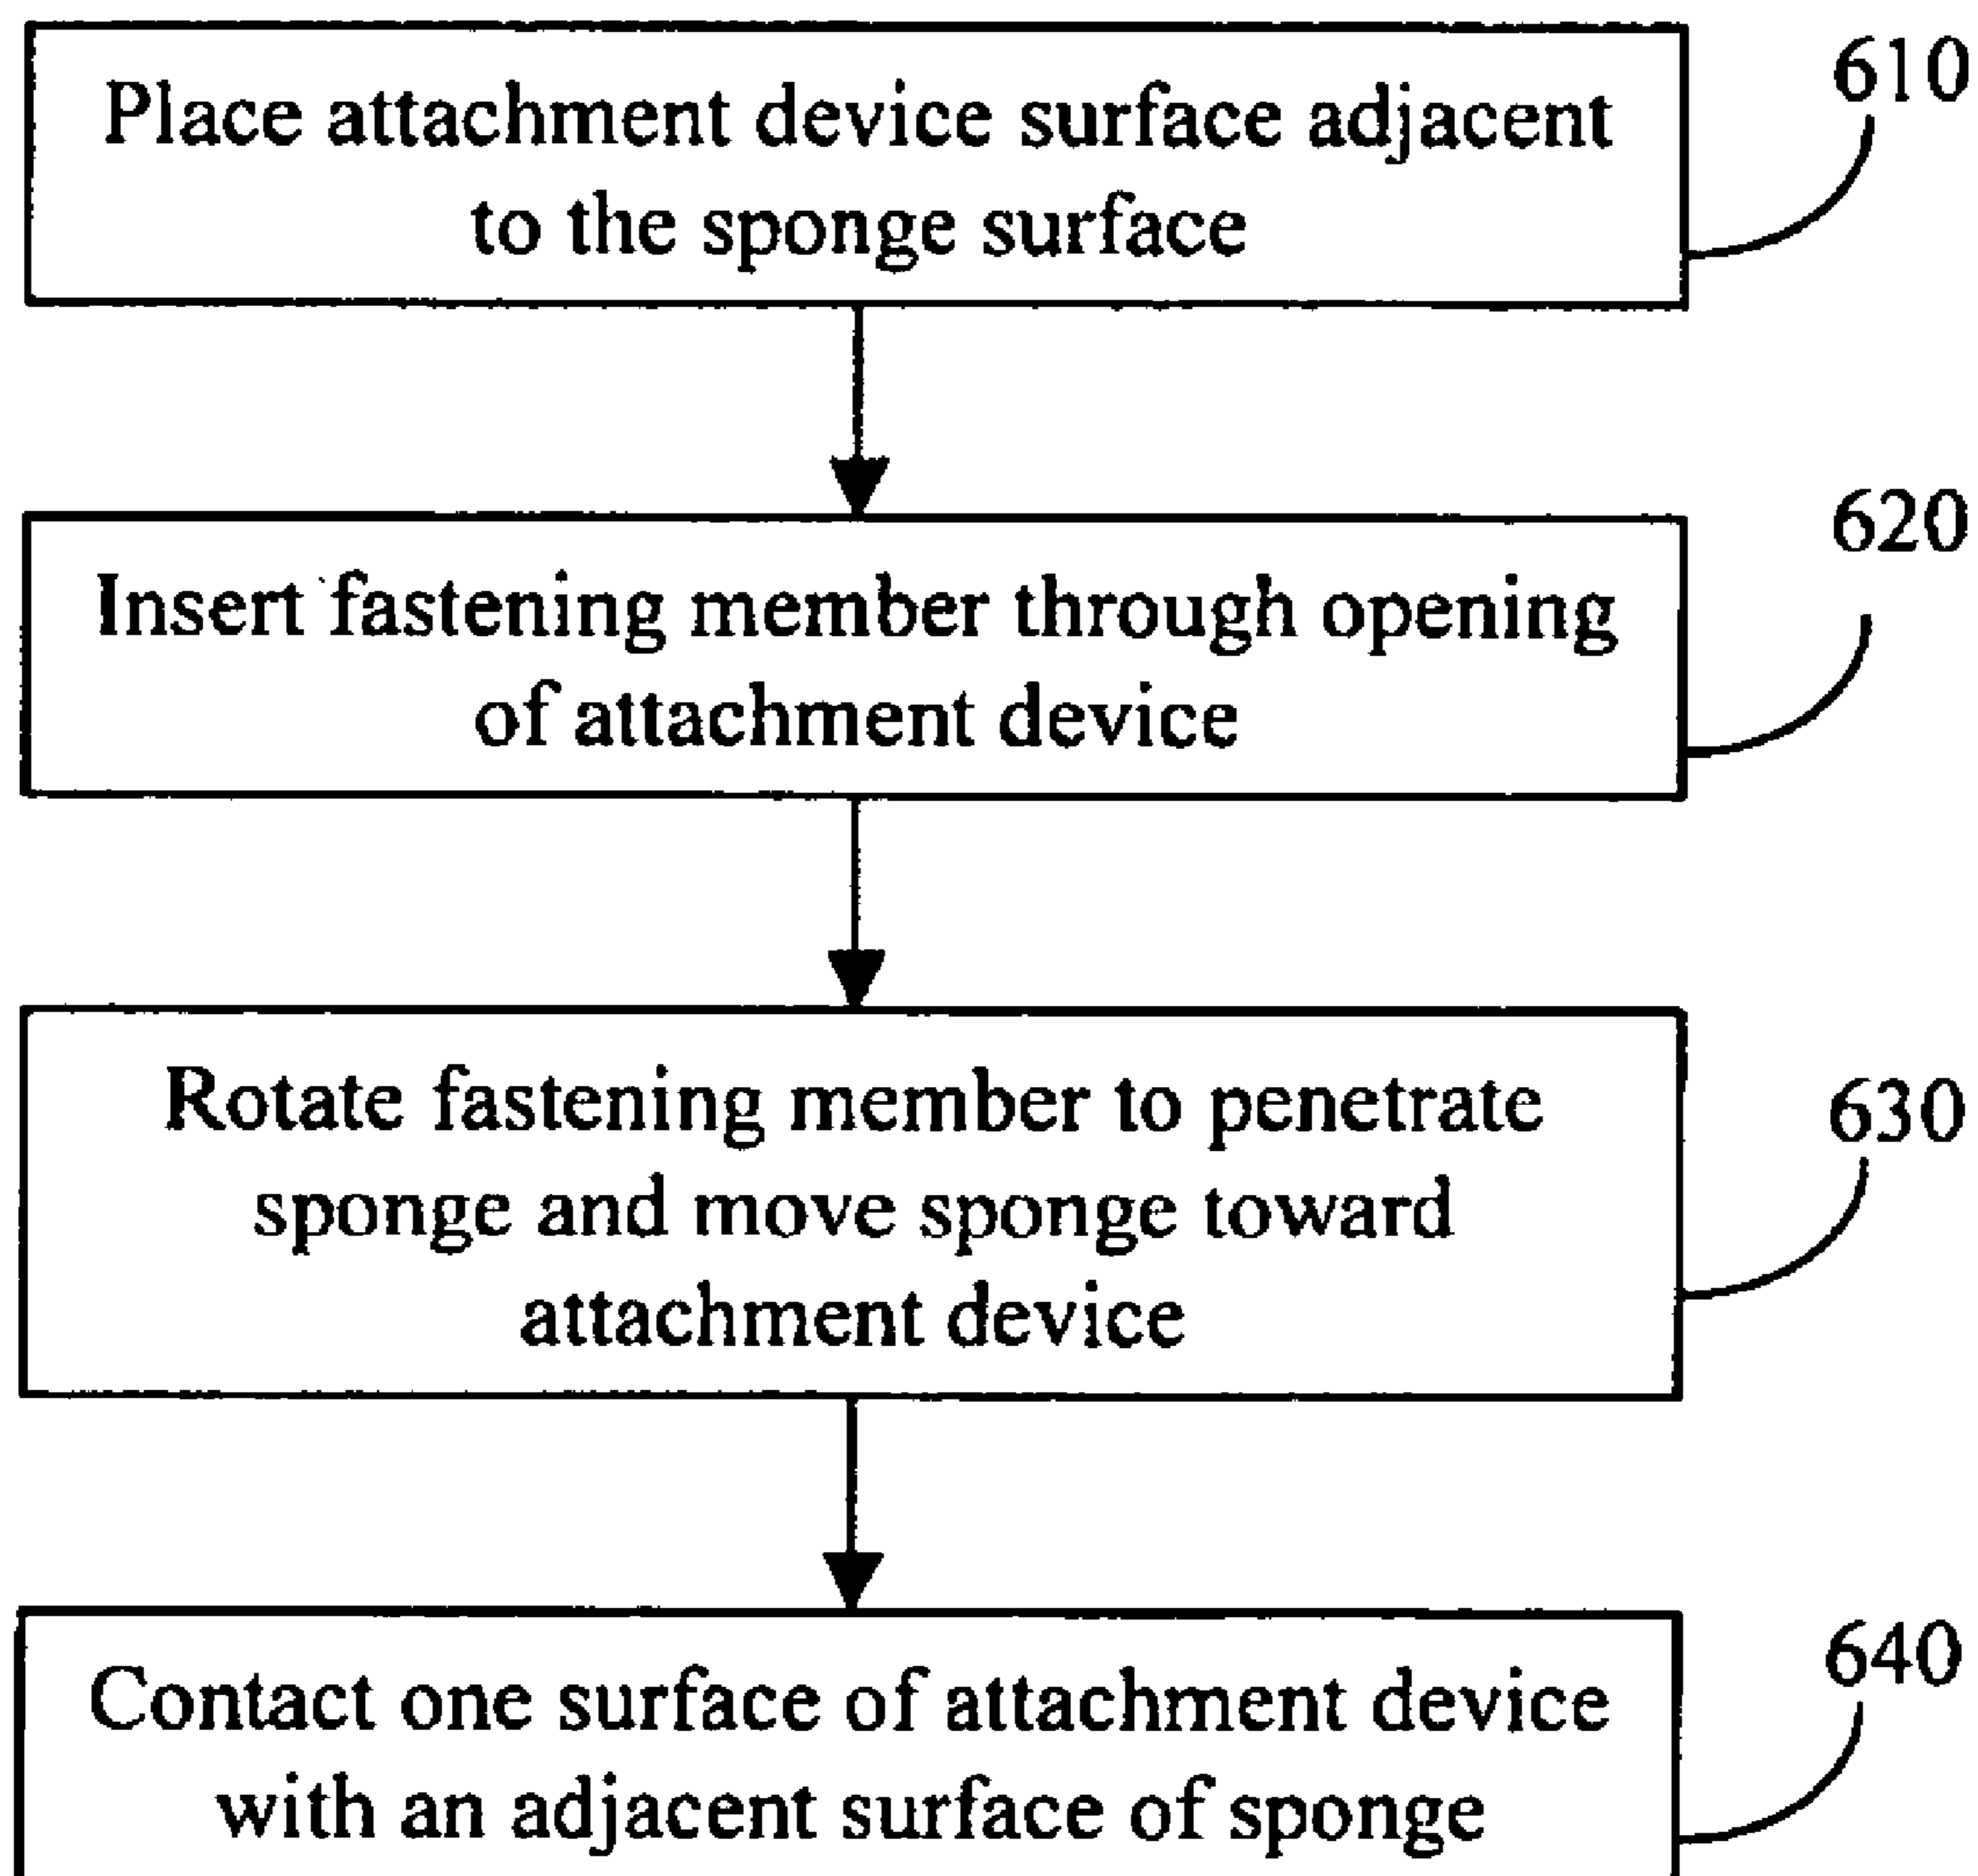 Place attachment device surface adjacent
to the sponge surface
610
Insert fastening member through opening
of attachment device
620
Rotate fastening member to penetrate
sponge and move sponge toward
attachment device
630
Contact one surface of attachment device
with an adjacent surface of sponge
640